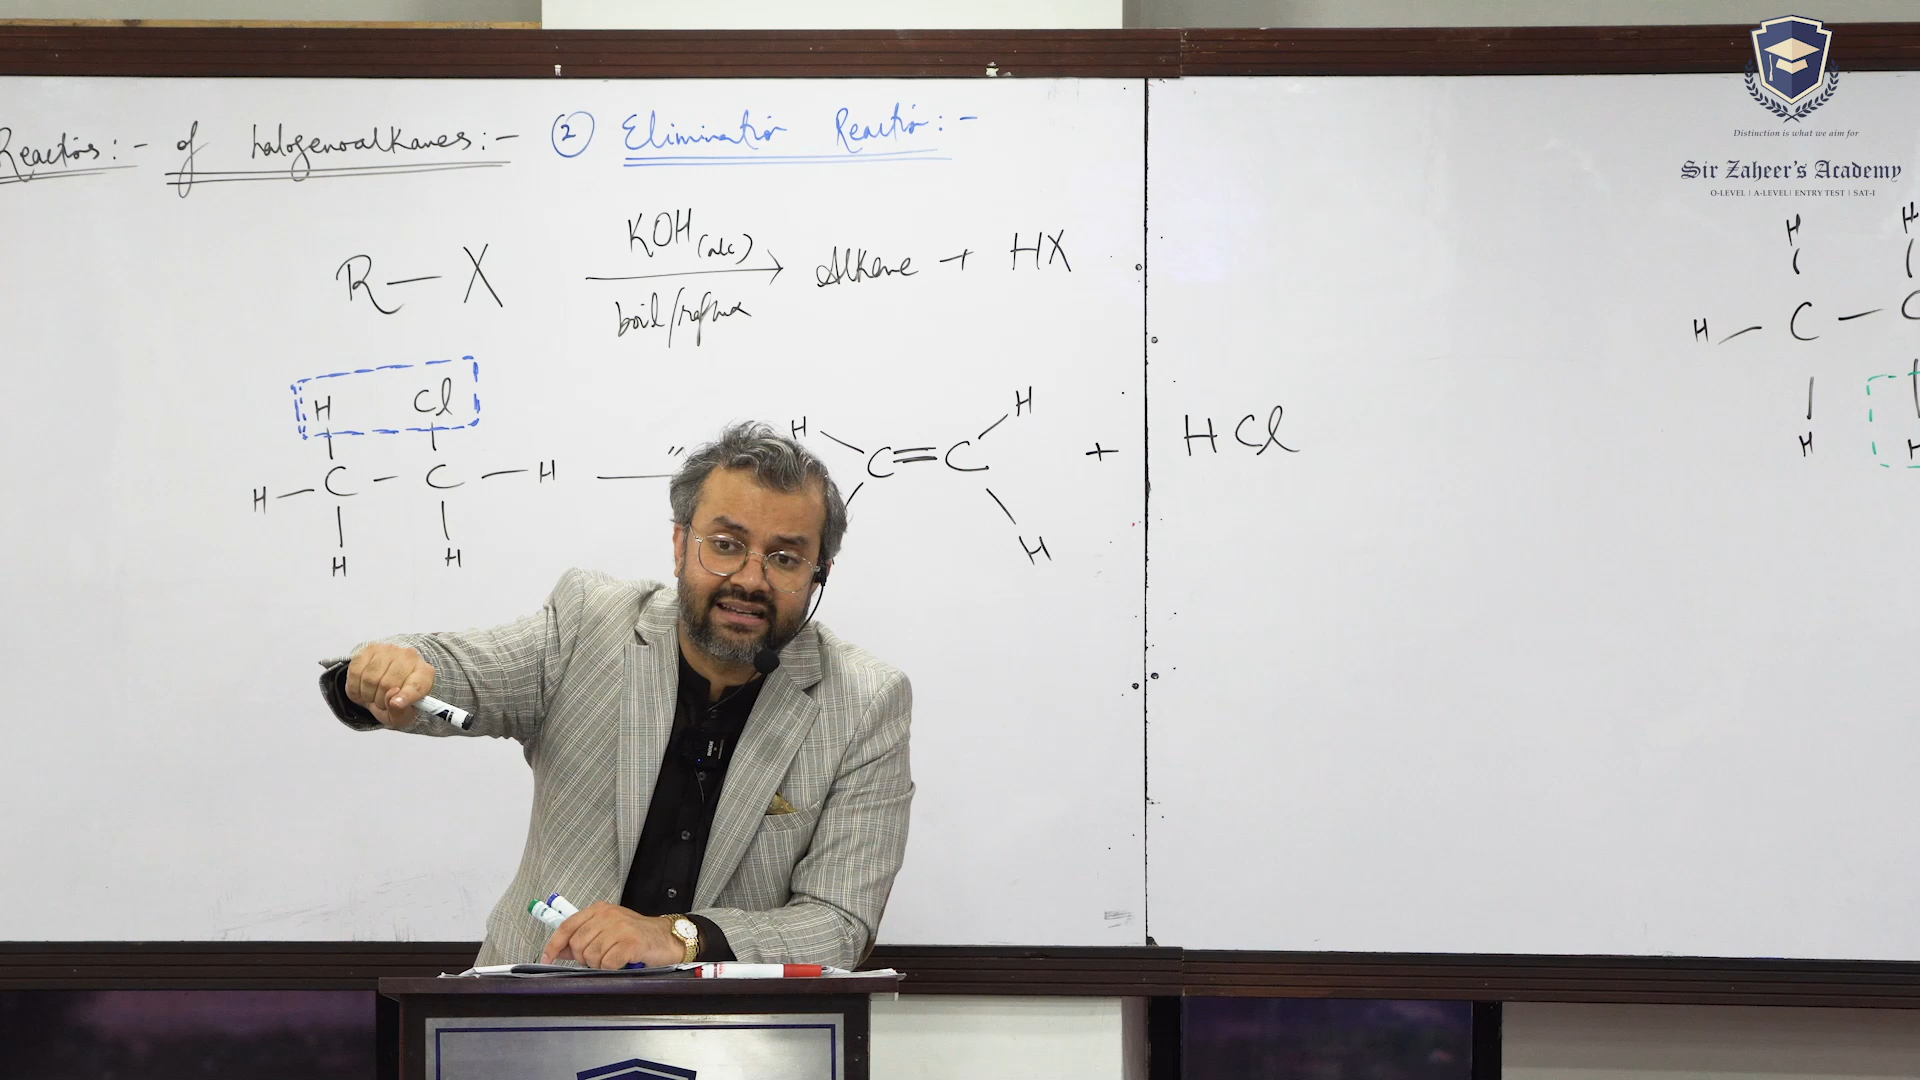 Reactions :- of halogenoalkanes :- ② Elimination Reaction :-
R — X KOH (alc) boil/reflux → Alkene + HX
H Cl
H — C — C — H → " H C = C H + HCl
H H H
H H
H — C — C
H H
Distinction is what we aim for
Sir Zaheer's Academy
O-LEVEL | A-LEVEL | ENTRY TEST | SAT-I